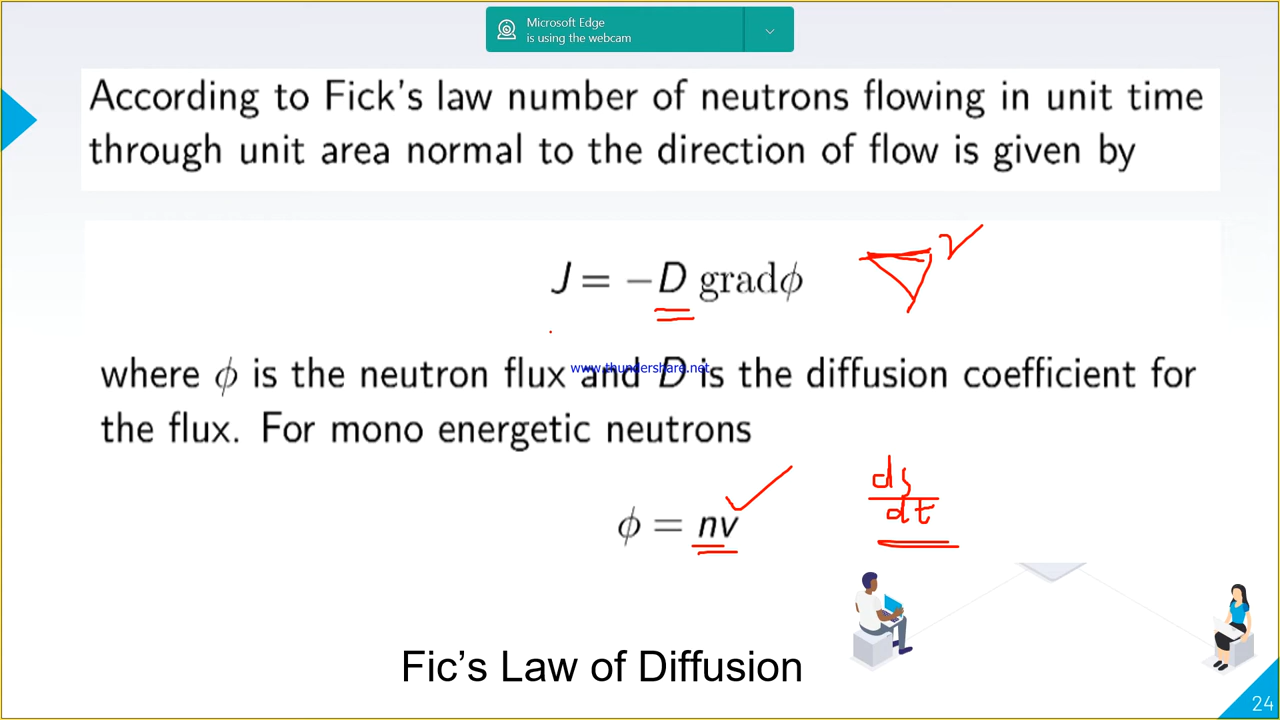 Microsoft Edge
is using the webcam
According to Fick's law number of neutrons flowing in unit time
through unit area normal to the direction of flow is given by
J = −D gradϕ
www.thundershare.net
where ϕ is the neutron flux and D is the diffusion coefficient for
the flux. For mono energetic neutrons
ϕ = nv
ds
dt
Fic's Law of Diffusion
24